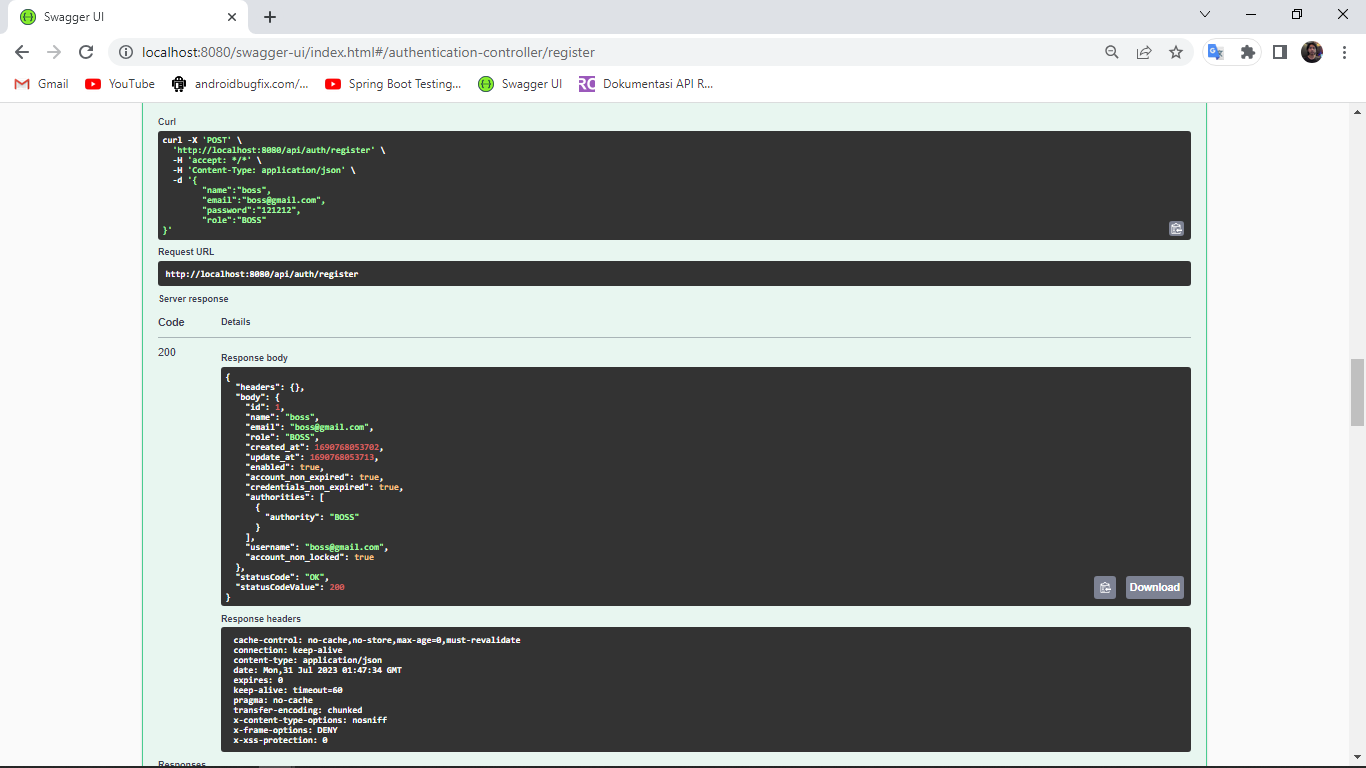 Swagger UI
localhost:8080/swagger-ui/index.html#/authentication-controller/register
Gmail YouTube androidbugfix.com/... Spring Boot Testing... Swagger UI Dokumentasi API R...
Curl
curl -X 'POST' \
'http://localhost:8080/api/auth/register' \
-H 'accept: */*' \
-H 'Content-Type: application/json' \
-d '{
"name":"boss",
"email":"boss@gmail.com",
"password":"121212",
"role":"BOSS"
}'
Request URL
http://localhost:8080/api/auth/register
Server response
Code Details
200
Response body
{
"headers": {},
"body": {
"id": 1,
"name": "boss",
"email": "boss@gmail.com",
"role": "BOSS",
"created_at": 1690768053702,
"update_at": 1690768053713,
"enabled": true,
"account_non_expired": true,
"credentials_non_expired": true,
"authorities": [
{
"authority": "BOSS"
}
],
"username": "boss@gmail.com",
"account_non_locked": true
},
"statusCode": "OK",
"statusCodeValue": 200
}
Download
Response headers
cache-control: no-cache,no-store,max-age=0,must-revalidate
connection: keep-alive
content-type: application/json
date: Mon,31 Jul 2023 01:47:34 GMT
expires: 0
keep-alive: timeout=60
pragma: no-cache
transfer-encoding: chunked
x-content-type-options: nosniff
x-frame-options: DENY
x-xss-protection: 0
Responses